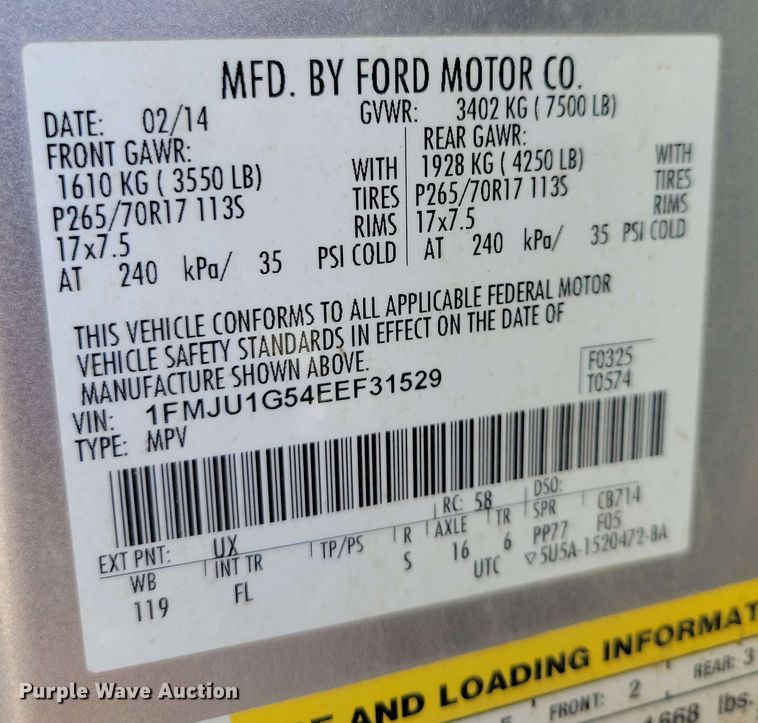 MFD. BY FORD MOTOR CO.
DATE: 02/14 GVWR: 3402 KG ( 7500 LB)
FRONT GAWR: REAR GAWR:
1610 KG ( 3550 LB) WITH 1928 KG ( 4250 LB) WITH
P265/70R17 113S TIRES P265/70R17 113S TIRES
17x7.5 RIMS 17x7.5 RIMS
AT 240 kPa/ 35 PSI COLD AT 240 kPa/ 35 PSI COLD
THIS VEHICLE CONFORMS TO ALL APPLICABLE FEDERAL MOTOR
VEHICLE SAFETY STANDARDS IN EFFECT ON THE DATE OF
MANUFACTURE SHOWN ABOVE.
F0325
VIN: 1FMJU1G54EEF31529
T0574
TYPE: MPV
EXT PNT: UX RC: 58 DSO:
WB INT TR TP/PS R AXLE TR SPR CB714
119 FL S 16 6 PP77 F05
UTC ▽5U5A-1520472-BA
AND LOADING INFORMAT
FRONT: 2 REAR: 3
668 lbs.
Purple Wave Auction